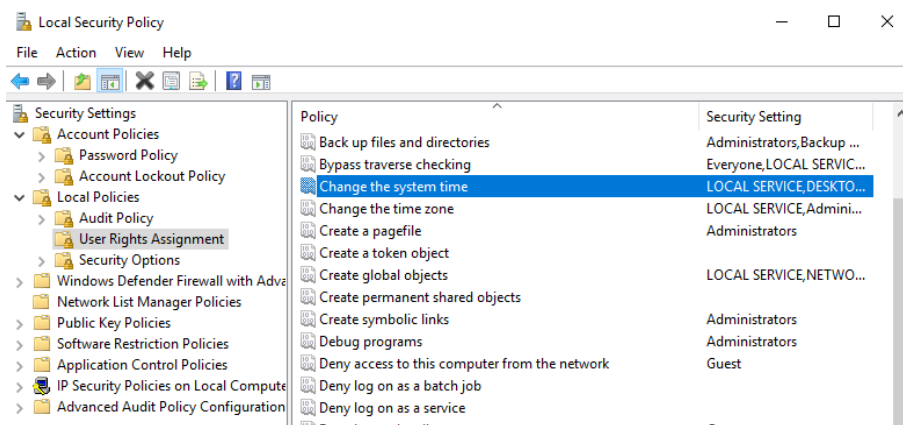 Local Security Policy
File Action View Help
Security Settings
Account Policies
Password Policy
Account Lockout Policy
Local Policies
Audit Policy
User Rights Assignment
Security Options
Windows Defender Firewall with Adva
Network List Manager Policies
Public Key Policies
Software Restriction Policies
Application Control Policies
IP Security Policies on Local Compute
Advanced Audit Policy Configuration
Policy Security Setting
Back up files and directories Administrators,Backup ...
Bypass traverse checking Everyone,LOCAL SERVIC...
Change the system time LOCAL SERVICE,DESKTO...
Change the time zone LOCAL SERVICE,Admini...
Create a pagefile Administrators
Create a token object
Create global objects LOCAL SERVICE,NETWO...
Create permanent shared objects
Create symbolic links Administrators
Debug programs Administrators
Deny access to this computer from the network Guest
Deny log on as a batch job
Deny log on as a service